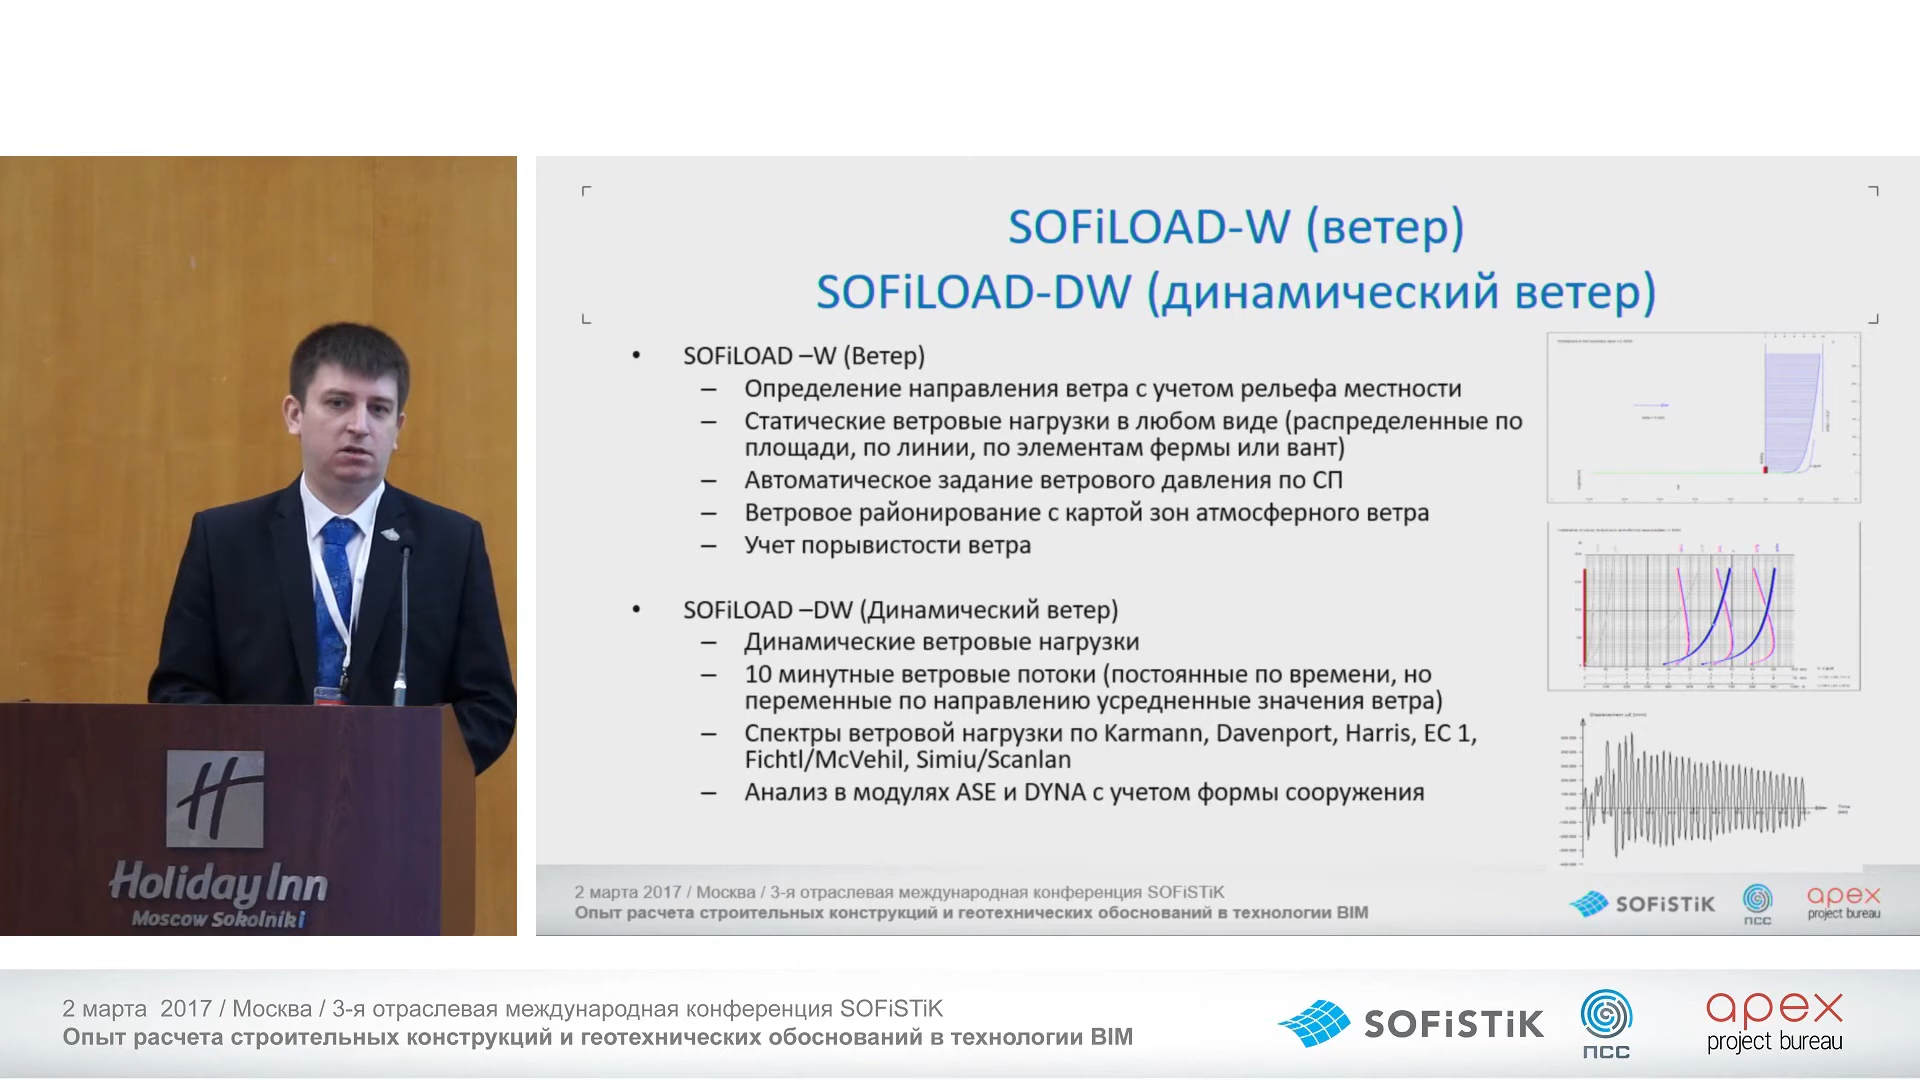 SOFiLOAD-W (ветер)
SOFiLOAD-DW (динамический ветер)
• SOFiLOAD –W (Ветер)
– Определение направления ветра с учетом рельефа местности
– Статические ветровые нагрузки в любом виде (распределенные по
площади, по линии, по элементам фермы или вант)
– Автоматическое задание ветрового давления по СП
– Ветровое районирование с картой зон атмосферного ветра
– Учет порывистости ветра
• SOFiLOAD –DW (Динамический ветер)
– Динамические ветровые нагрузки
– 10 минутные ветровые потоки (постоянные по времени, но
переменные по направлению усредненные значения ветра)
– Спектры ветровой нагрузки по Karmann, Davenport, Harris, EC 1,
Fichtl/McVehil, Simiu/Scanlan
– Анализ в модулях ASE и DYNA с учетом формы сооружения
2 марта 2017 / Москва / 3-я отраслевая международная конференция SOFiSTiK
Опыт расчета строительных конструкций и геотехнических обоснований в технологии BIM
SOFiSTiK
ПСС
apex
project bureau
H
Holiday Inn
Moscow Sokolniki
2 марта 2017 / Москва / 3-я отраслевая международная конференция SOFiSTiK
Опыт расчета строительных конструкций и геотехнических обоснований в технологии BIM
SOFiSTiK
ПСС
apex
project bureau